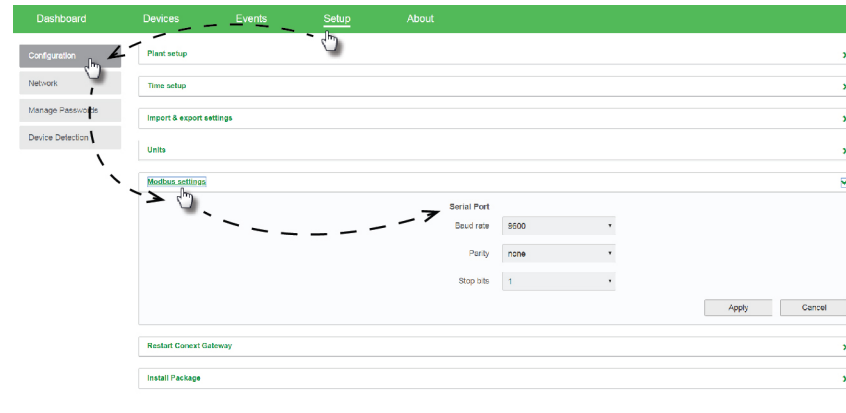 Dashboard Devices Events Setup About
Configuration
Network
Manage Passwords
Device Detection
Plant setup
Time setup
Import & export settings
Units
Modbus settings
Serial Port
Baud rate 9600
Parity none
Stop bits 1
Apply Cancel
Restart Conext Gateway
Install Package